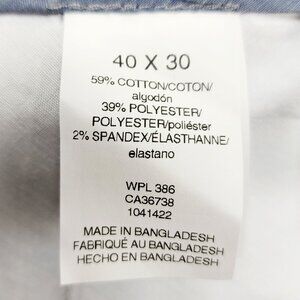 40 X 30
59% COTTON/COTON/
algodón
39% POLYESTER/
POLYESTER/poliéster
2% SPANDEX/ÉLASTHANNE/
elastano
WPL 386
CA36738
1041422
MADE IN BANGLADESH
FABRIQUÉ AU BANGLADESH
HECHO EN BANGLADESH